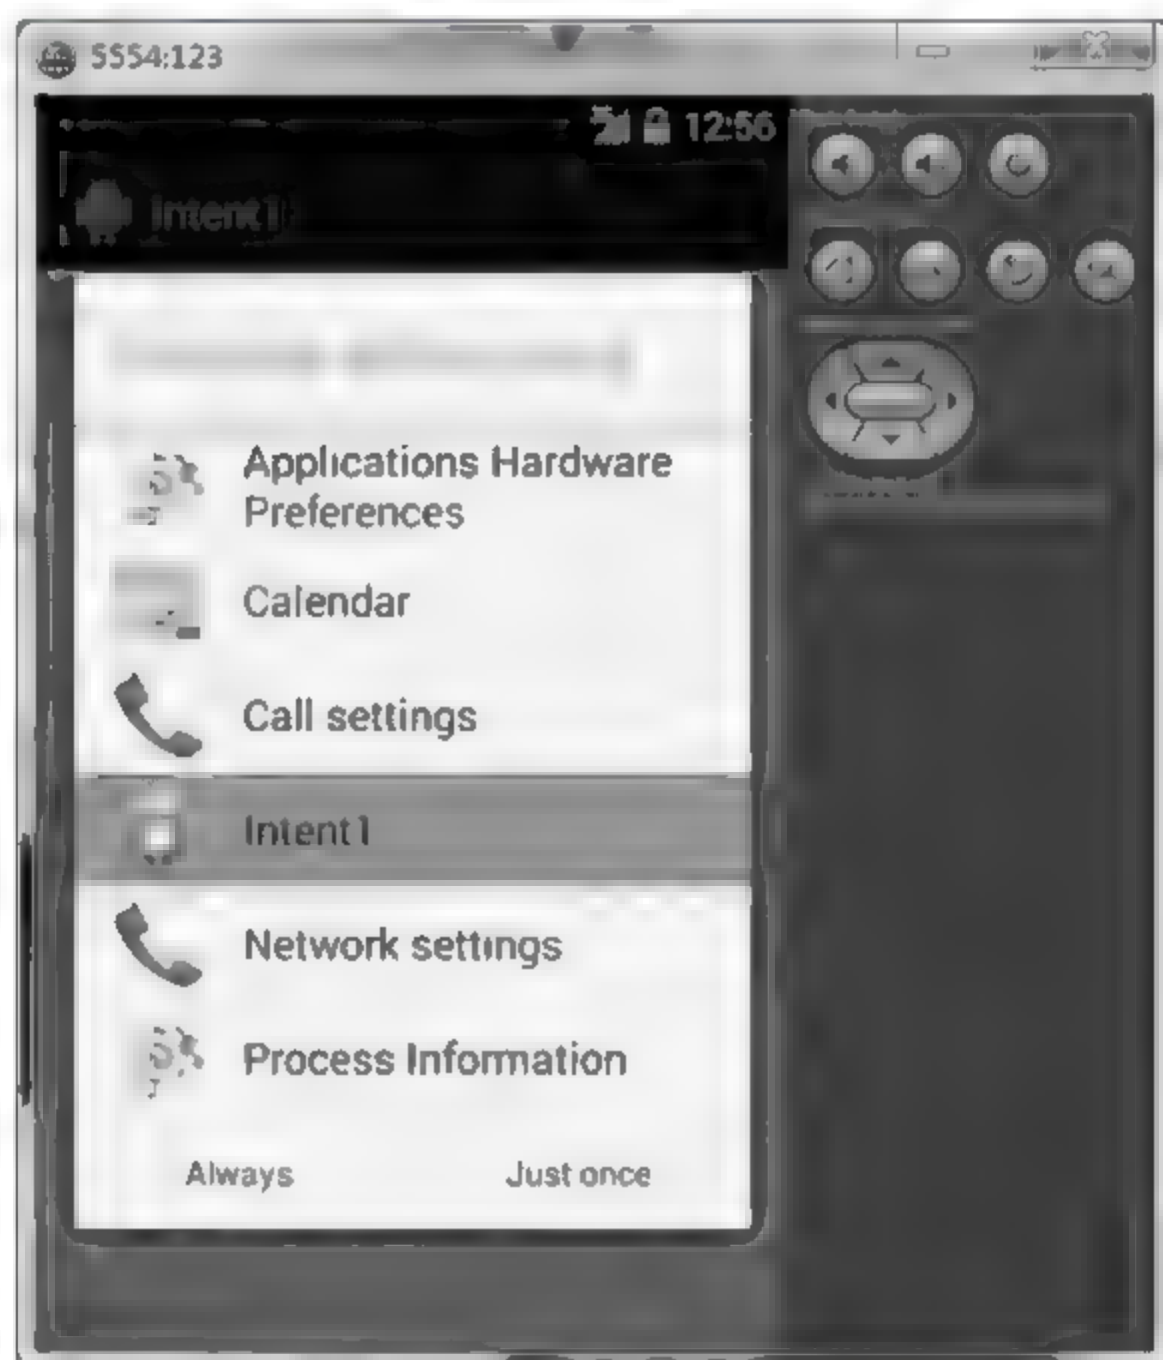 5554:123
12:56
Intent1
Applications Hardware
Preferences
Calendar
Call settings
Intent1
Network settings
Process Information
Always
Just once